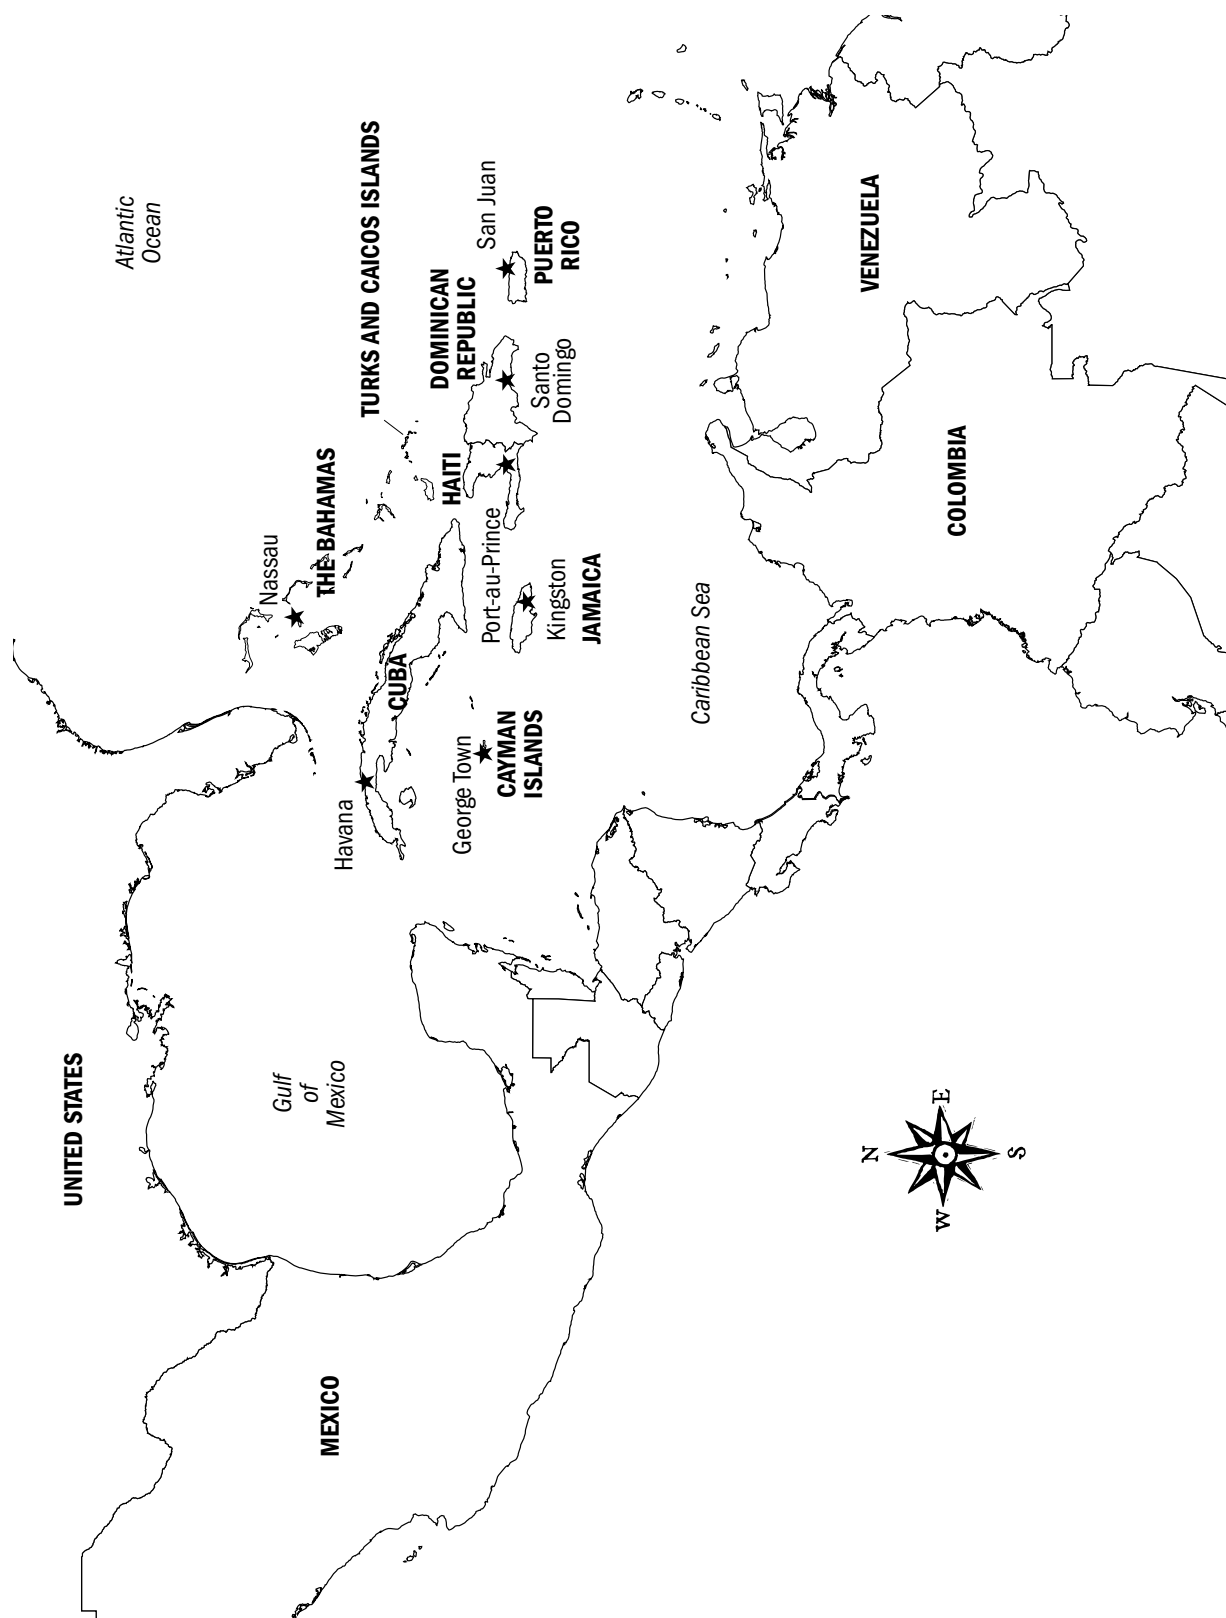 UNITED STATES
Atlantic
Ocean
Gulf
of
Mexico
MEXICO
Nassau
THE BAHAMAS
Havana
CUBA
TURKS AND CAICOS ISLANDS
HAITI
DOMINICAN
REPUBLIC
San Juan
PUERTO
RICO
Port-au-Prince
Santo
Domingo
George Town
CAYMAN
ISLANDS
Kingston
JAMAICA
Caribbean Sea
VENEZUELA
COLOMBIA
N
E
S
W